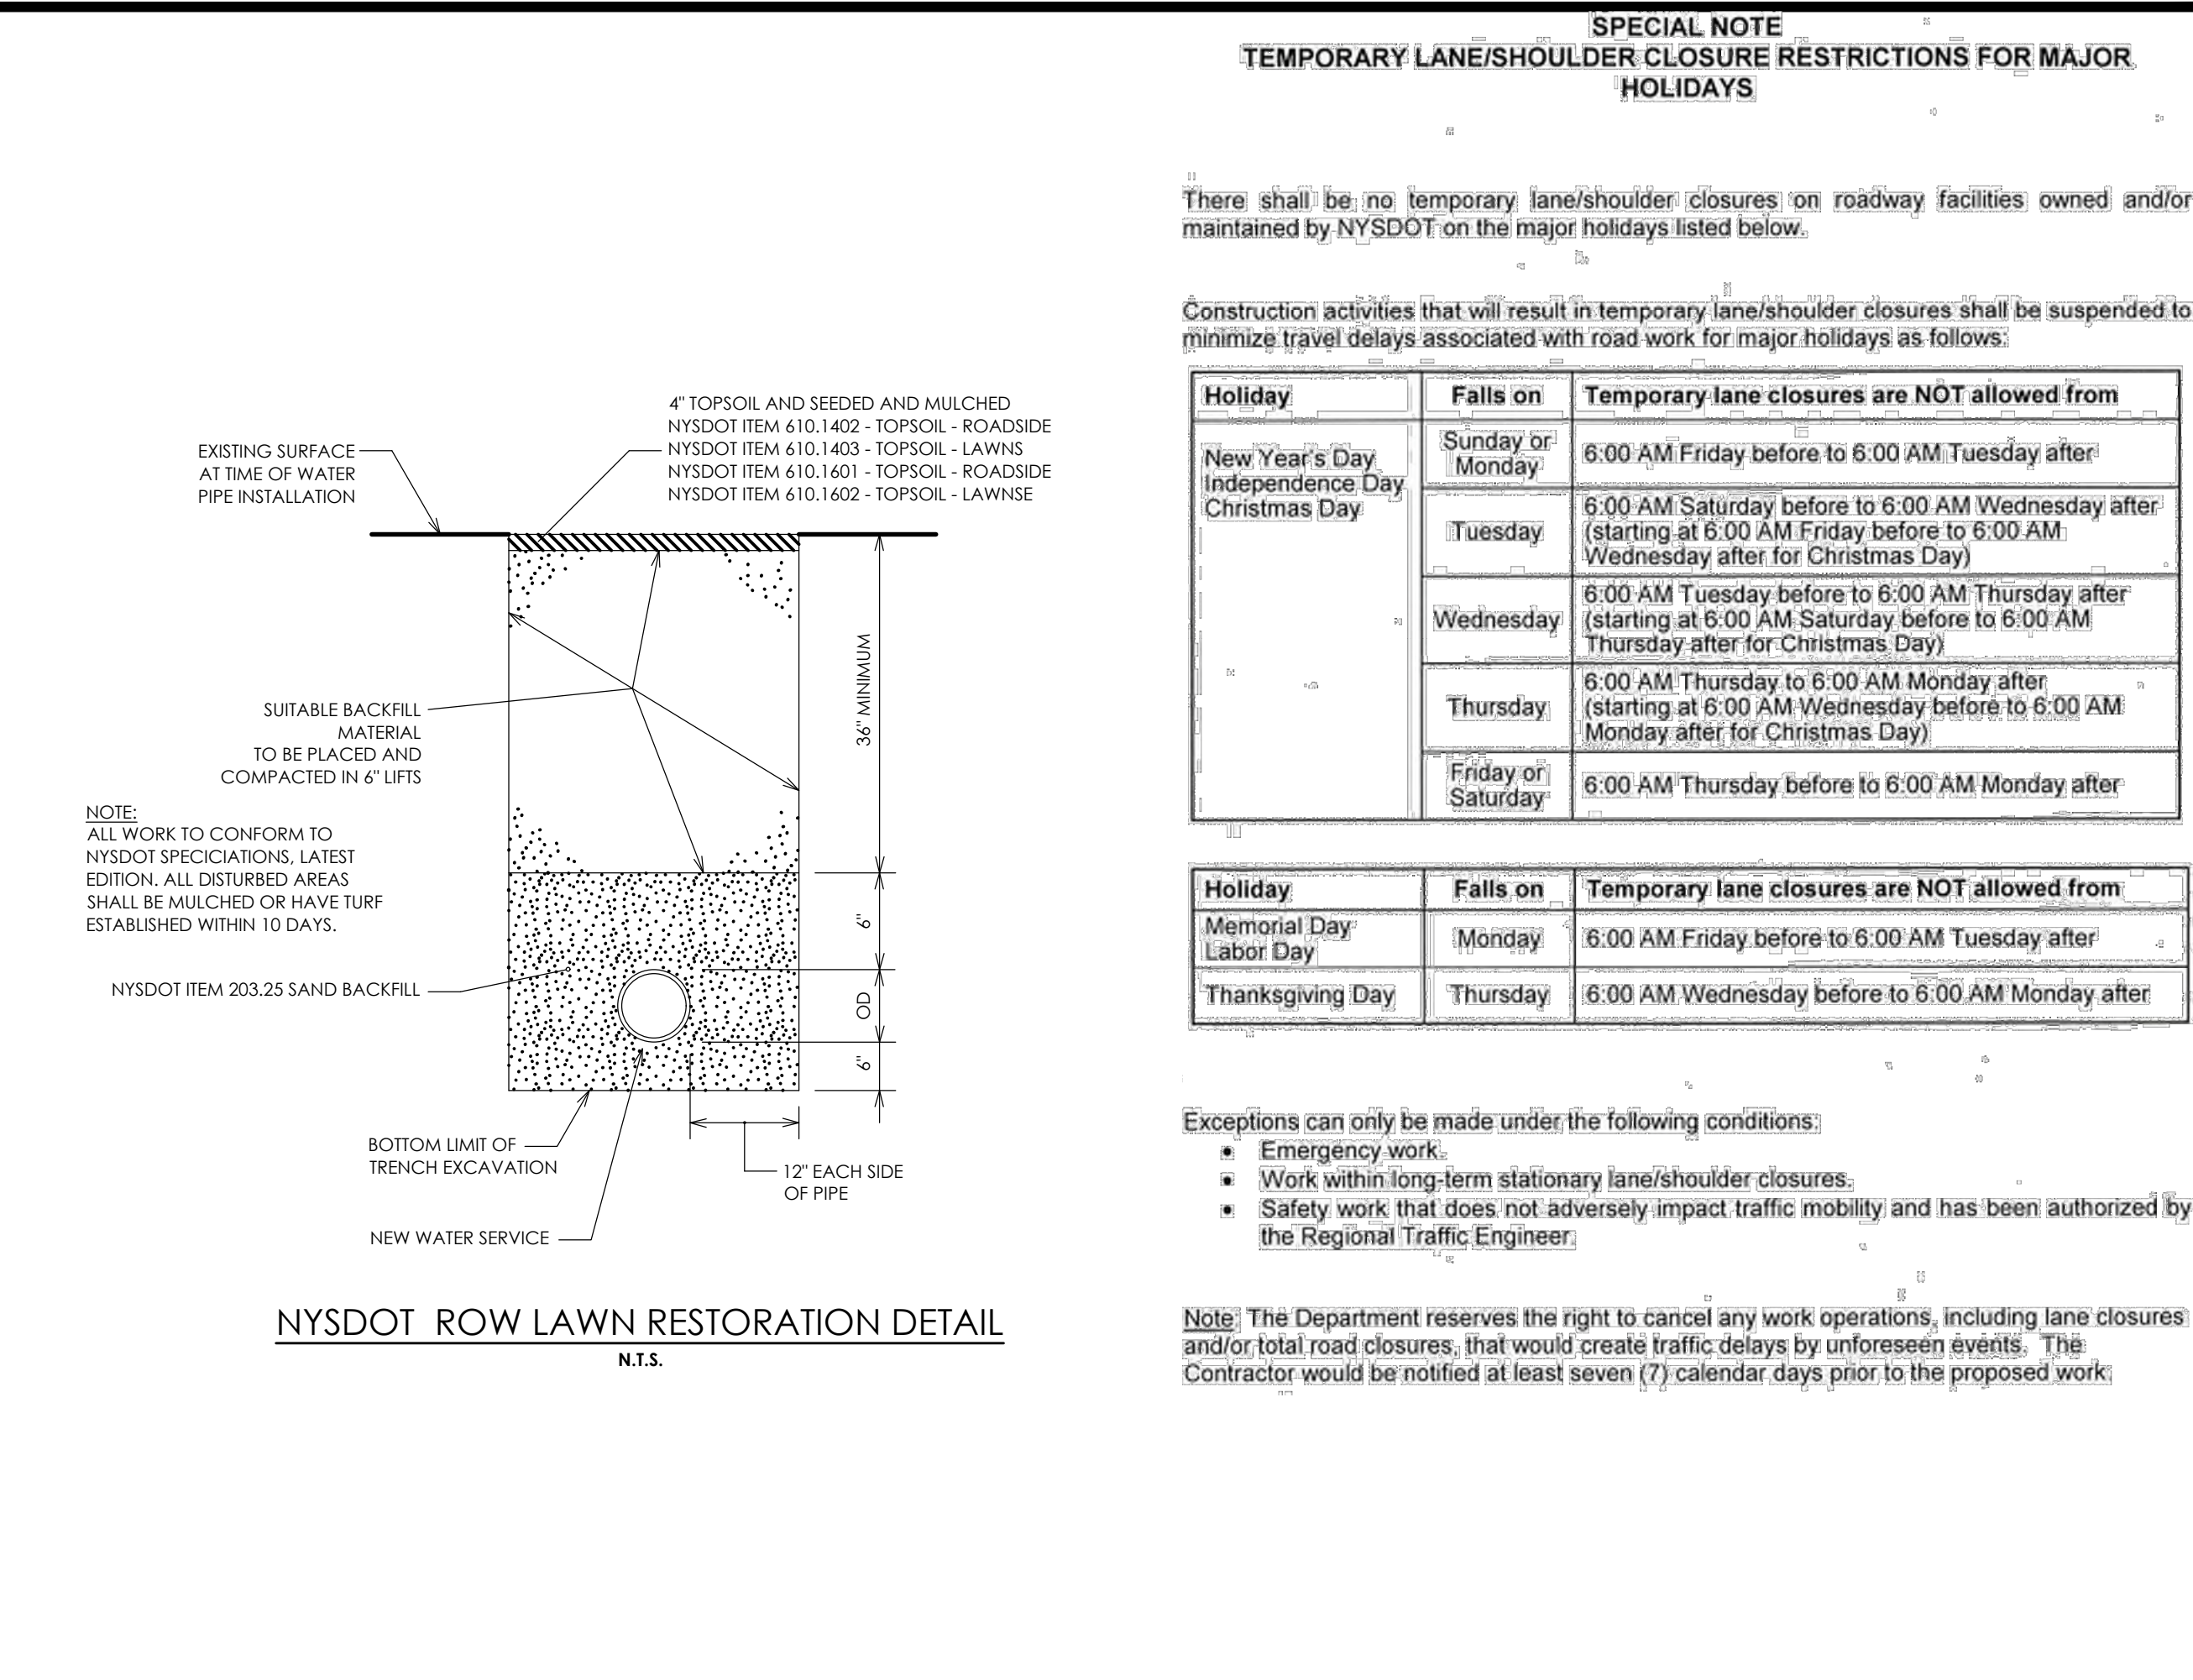 4" TOPSOIL AND SEEDED AND MULCHED
NYSDOT ITEM 610.1402 - TOPSOIL - ROADSIDE
NYSDOT ITEM 610.1403 - TOPSOIL - LAWNS
NYSDOT ITEM 610.1601 - TOPSOIL - ROADSIDE
NYSDOT ITEM 610.1602 - TOPSOIL - LAWNSE
EXISTING SURFACE
AT TIME OF WATER
PIPE INSTALLATION
36" MINIMUM
SUITABLE BACKFILL
MATERIAL
TO BE PLACED AND
COMPACTED IN 6" LIFTS
NOTE:
ALL WORK TO CONFORM TO
NYSDOT SPECICIATIONS, LATEST
EDITION. ALL DISTURBED AREAS
SHALL BE MULCHED OR HAVE TURF
ESTABLISHED WITHIN 10 DAYS.
6"
NYSDOT ITEM 203.25 SAND BACKFILL
OD
6"
BOTTOM LIMIT OF
TRENCH EXCAVATION
12" EACH SIDE
OF PIPE
NEW WATER SERVICE
NYSDOT ROW LAWN RESTORATION DETAIL
N.T.S.
SPECIAL NOTE
TEMPORARY LANE/SHOULDER CLOSURE RESTRICTIONS FOR MAJOR
HOLIDAYS
There shall be no temporary lane/shoulder closures on roadway facilities owned and/or
maintained by NYSDOT on the major holidays listed below.
Construction activities that will result in temporary lane/shoulder closures shall be suspended to
minimize travel delays associated with road work for major holidays as follows:
Holiday Falls on Temporary lane closures are NOT allowed from
New Year's Day
Independence Day
Christmas Day
Sunday or
Monday
6:00 AM Friday before to 6:00 AM Tuesday after
Tuesday
6:00 AM Saturday before to 6:00 AM Wednesday after
(starting at 6:00 AM Friday before to 6:00 AM
Wednesday after for Christmas Day)
Wednesday
6:00 AM Tuesday before to 6:00 AM Thursday after
(starting at 6:00 AM Saturday before to 6:00 AM
Thursday after for Christmas Day)
Thursday
6:00 AM Thursday to 6:00 AM Monday after
(starting at 6:00 AM Wednesday before to 6:00 AM
Monday after for Christmas Day)
Friday or
Saturday
6:00 AM Thursday before to 6:00 AM Monday after
Holiday Falls on Temporary lane closures are NOT allowed from
Memorial Day
Labor Day
Monday
6:00 AM Friday before to 6:00 AM Tuesday after
Thanksgiving Day Thursday 6:00 AM Wednesday before to 6:00 AM Monday after
Exceptions can only be made under the following conditions:
• Emergency work.
• Work within long-term stationary lane/shoulder closures.
• Safety work that does not adversely impact traffic mobility and has been authorized by
the Regional Traffic Engineer.
Note: The Department reserves the right to cancel any work operations, including lane closures
and/or total road closures, that would create traffic delays by unforeseen events. The
Contractor would be notified at least seven (7) calendar days prior to the proposed work.